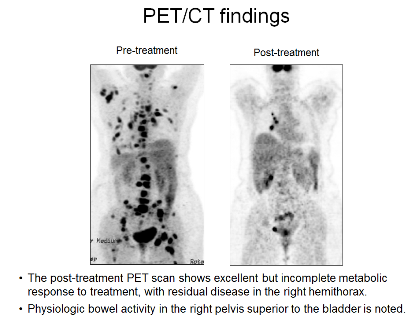 PET/CT findings
Pre-treatment
Post-treatment
Medium
• The post-treatment PET scan shows excellent but incomplete metabolic
response to treatment, with residual disease in the right hemithorax.
• Physiologic bowel activity in the right pelvis superior to the bladder is noted.